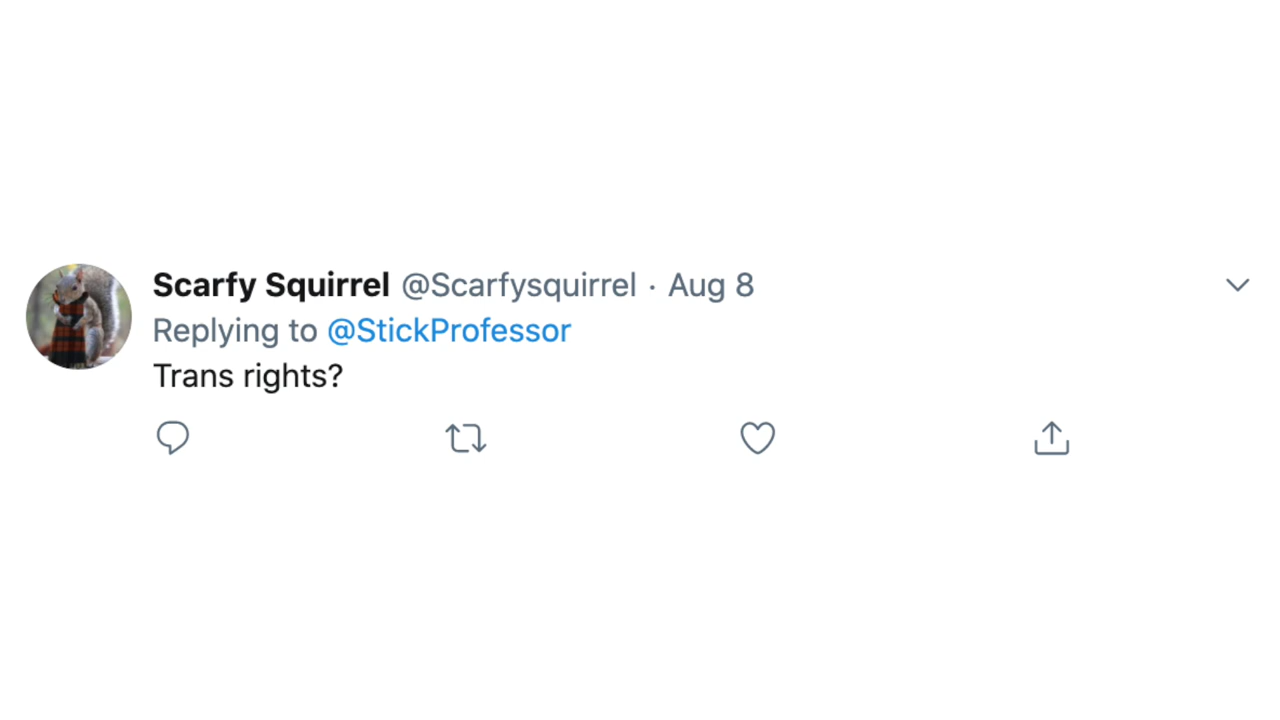 Scarfy Squirrel @Scarfysquirrel · Aug 8
Replying to @StickProfessor
Trans rights?